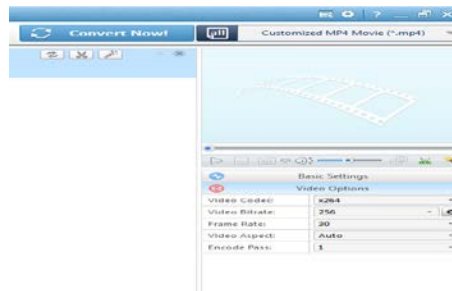 Convert Now!
Customized MP4 Movie (*.mp4)
Basic Settings
Video Options
Video Codec: x264
Video Bitrate: 256
Frame Rate: 20
Video Aspect: Auto
Encode Pass: 1